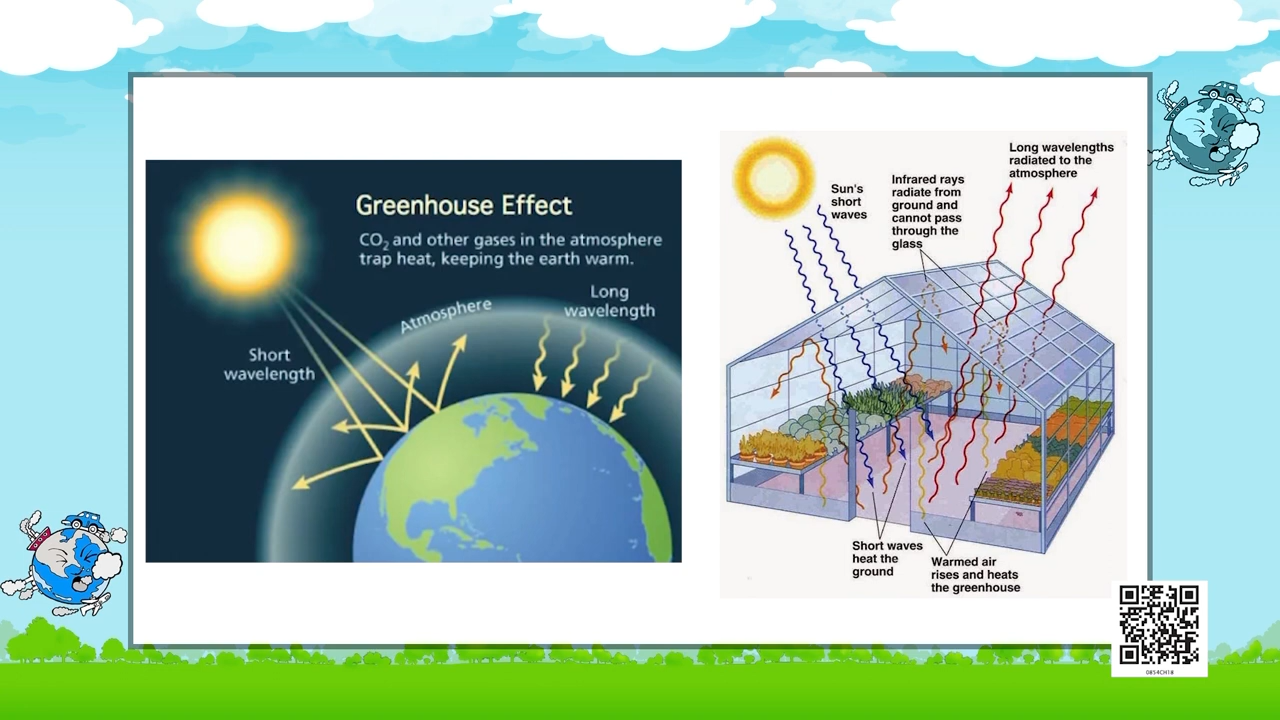 Greenhouse Effect
CO₂ and other gases in the atmosphere
trap heat, keeping the earth warm.
Atmosphere
Long
wavelength
Short
wavelength
Sun's
short
waves
Infrared rays
radiate from
ground and
cannot pass
through the
glass
Long wavelengths
radiated to the
atmosphere
Short waves
heat the
ground
Warmed air
rises and heats
the greenhouse
0854CH18